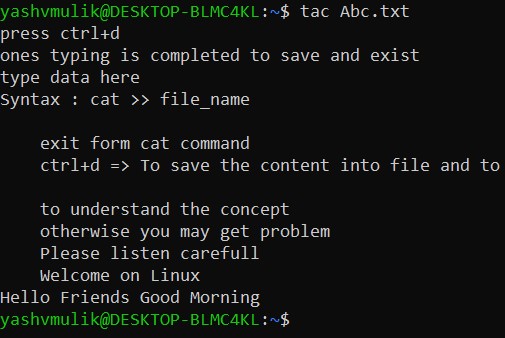 yashvmulik@DESKTOP-BLMC4KL:~$ tac Abc.txt
press ctrl+d
ones typing is completed to save and exist
type data here
Syntax : cat >> file_name
exit form cat command
ctrl+d => To save the content into file and to
to understand the concept
otherwise you may get problem
Please listen carefull
Welcome on Linux
Hello Friends Good Morning
yashvmulik@DESKTOP-BLMC4KL:~$